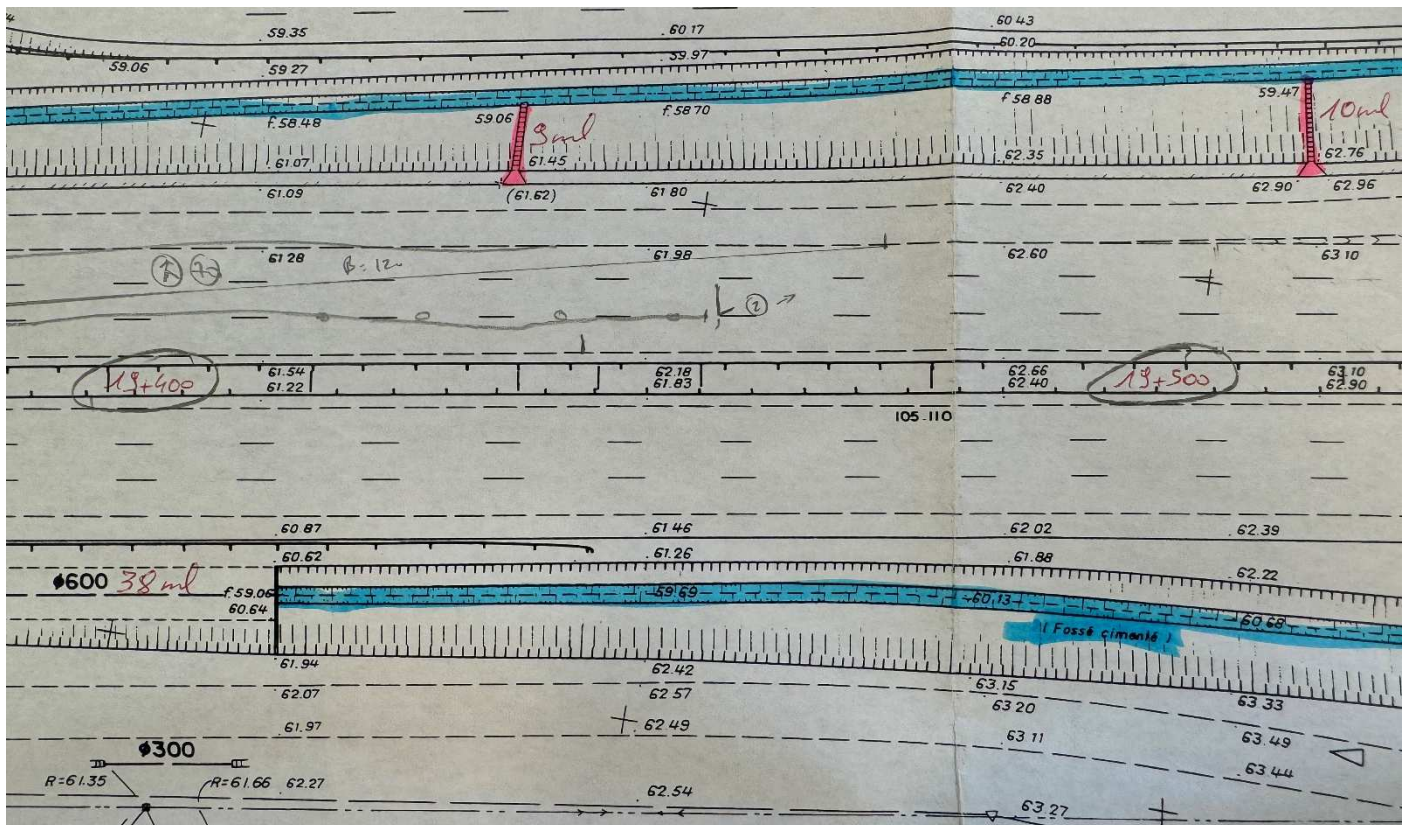 59.35 60.17 60 43
59.06 59.27 59.97 60.20
f.58.48 59.06 9 ml f.58 70 f 58 88 59.47 10 ml
61.07 61.45 62.35 62.76
61.09 (61.62) 61 80 62 40 62.90 62.96
61 28 B = 12 61.98 62.60 63 10
2
19+400 61.54 62.18 62.66 19+500 63.10
61.22 61.83 62.40 62.90
105.110
60.87 61 46 62 02 62.39
60.62 61.26 61.88 62.22
ø600 38 ml f 59.06 59 69 60.13 60 68
60.64 ( Fossé cimenté )
61.94 62.42 63.15 63 33
62.07 62.57 63 20 63.49
61.97 62.49 63 11 63 44
ø300
R=61.35 R=61.66 62.27 62.54 63.27